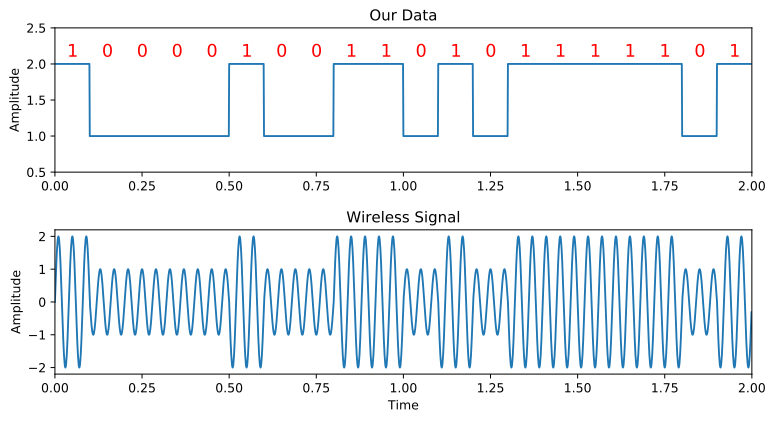 Our Data
2.5
1 0 0 0 0 1 0 0 1 1 0 1 0 1 1 1 1 1 0 1
2.0
1.5
Amplitude
1.0
0.5
0.00 0.25 0.50 0.75 1.00 1.25 1.50 1.75 2.00
Wireless Signal
2
1
Amplitude
0
−1
−2
0.00 0.25 0.50 0.75 1.00 1.25 1.50 1.75 2.00
Time